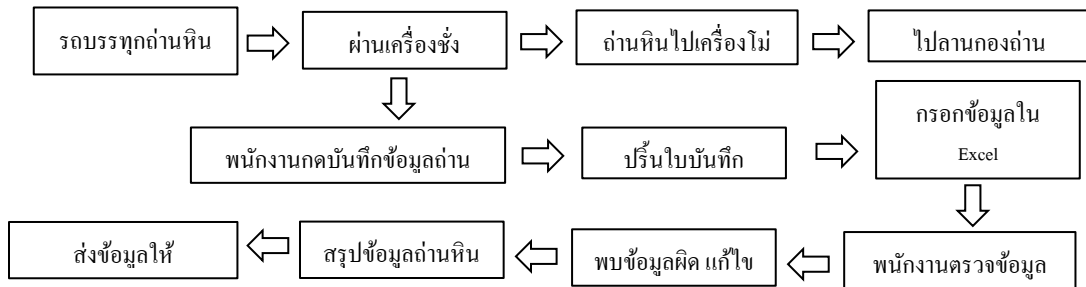 รถบรรทุกถ่านหิน
ผ่านเครื่องชั่ง
ถ่านหินไปเครื่องโม่
ไปลานกองถ่าน
พนักงานกดบันทึกข้อมูลถ่าน
ปริ้นใบบันทึก
กรอกข้อมูลใน
Excel
ส่งข้อมูลให้
สรุปข้อมูลถ่านหิน
พบข้อมูลผิด แก้ไข
พนักงานตรวจข้อมูล